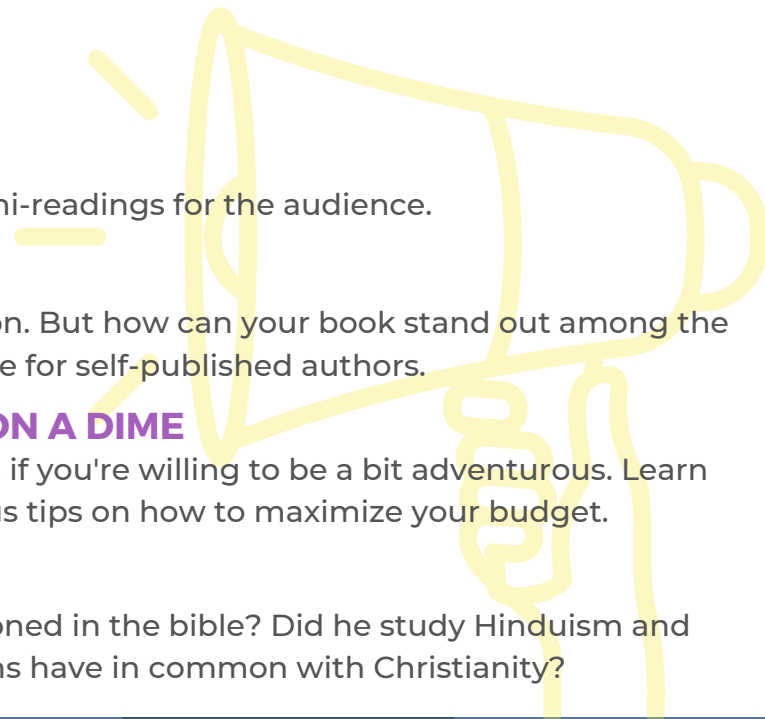 ni-readings for the audience.
on. But how can your book stand out among the
e for self-published authors.
ON A DIME
if you're willing to be a bit adventurous. Learn
us tips on how to maximize your budget.
oned in the bible? Did he study Hinduism and
ns have in common with Christianity?